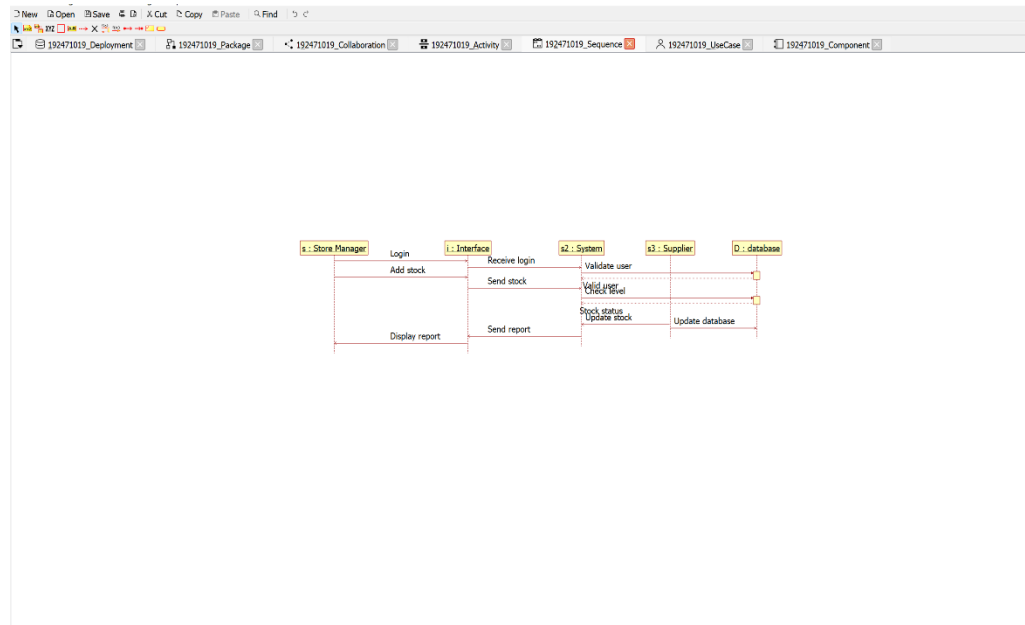 New Open Save Cut Copy Paste Find
192471019_Deployment 192471019_Package 192471019_Collaboration 192471019_Activity 192471019_Sequence 192471019_UseCase 192471019_Component
s : Store Manager i : Interface s2 : System s3 : Supplier D : database
Login
Receive login
Validate user
Add stock
Send stock
Valid user
Check level
Stock status
Update stock
Update database
Send report
Display report